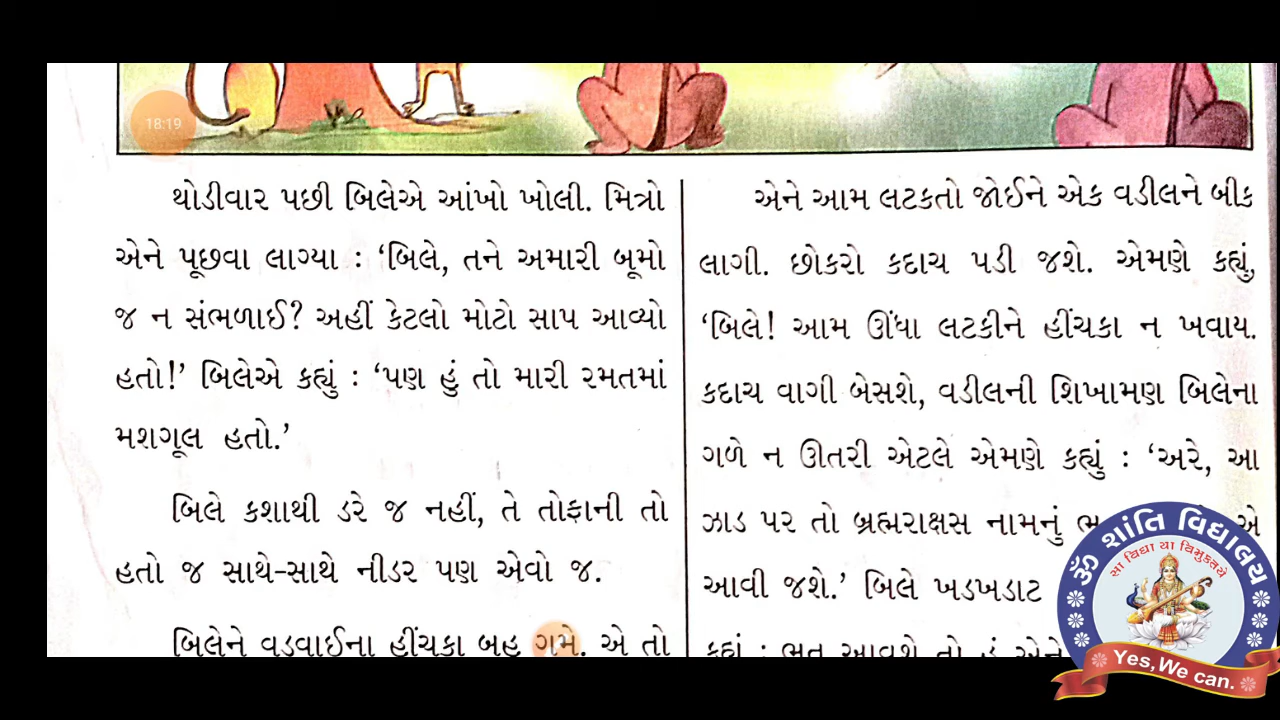 18:19
થોડીવાર પછી બિલેએ આંખો ખોલી. મિત્રો
એને પૂછવા લાગ્યા : ‘બિલે, તને અમારી બૂમો
જ ન સંભળાઈ? અહીં કેટલો મોટો સાપ આવ્યો
હતો!’ બિલેએ કહ્યું : ‘પણ હું તો મારી રમતમાં
મશગૂલ હતો.’
બિલે કશાથી ડરે જ નહીં, તે તોફાની તો
હતો જ સાથે-સાથે નીડર પણ એવો જ.
બિલેને વડવાઈના હીંચકા બહુ ગમે. એ તો
એને આમ લટકતો જોઈને એક વડીલને બીક
લાગી. છોકરો કદાચ પડી જશે. એમણે કહ્યું,
‘બિલે! આમ ઊંધા લટકીને હીંચકા ન ખવાય.
કદાચ વાગી બેસશે, વડીલની શિખામણ બિલેના
ગળે ન ઊતરી એટલે એમણે કહ્યું : ‘અરે, આ
ઝાડ પર તો બ્રહ્મરાક્ષસ નામનું એ
આવી જશે.’ બિલે ખડખડાટ
કહ્યું : ભૂત આવશે તો હું એને
ૐ શાંતિ વિદ્યાલય
સા વિદ્યા યા વિમુક્તયે
Yes, We can.